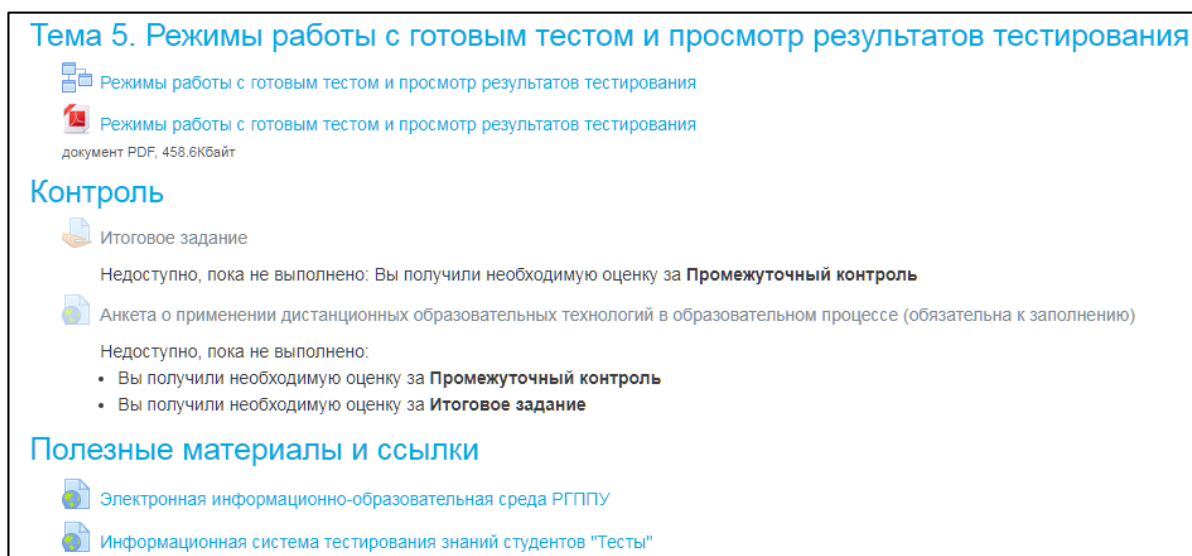 Тема 5. Режимы работы с готовым тестом и просмотр результатов тестирования
Режимы работы с готовым тестом и просмотр результатов тестирования
Режимы работы с готовым тестом и просмотр результатов тестирования
документ PDF, 458.6Кбайт
Контроль
Итоговое задание
Недоступно, пока не выполнено: Вы получили необходимую оценку за Промежуточный контроль
Анкета о применении дистанционных образовательных технологий в образовательном процессе (обязательна к заполнению)
Недоступно, пока не выполнено:
• Вы получили необходимую оценку за Промежуточный контроль
• Вы получили необходимую оценку за Итоговое задание
Полезные материалы и ссылки
Электронная информационно-образовательная среда РГППУ
Информационная система тестирования знаний студентов "Тесты"